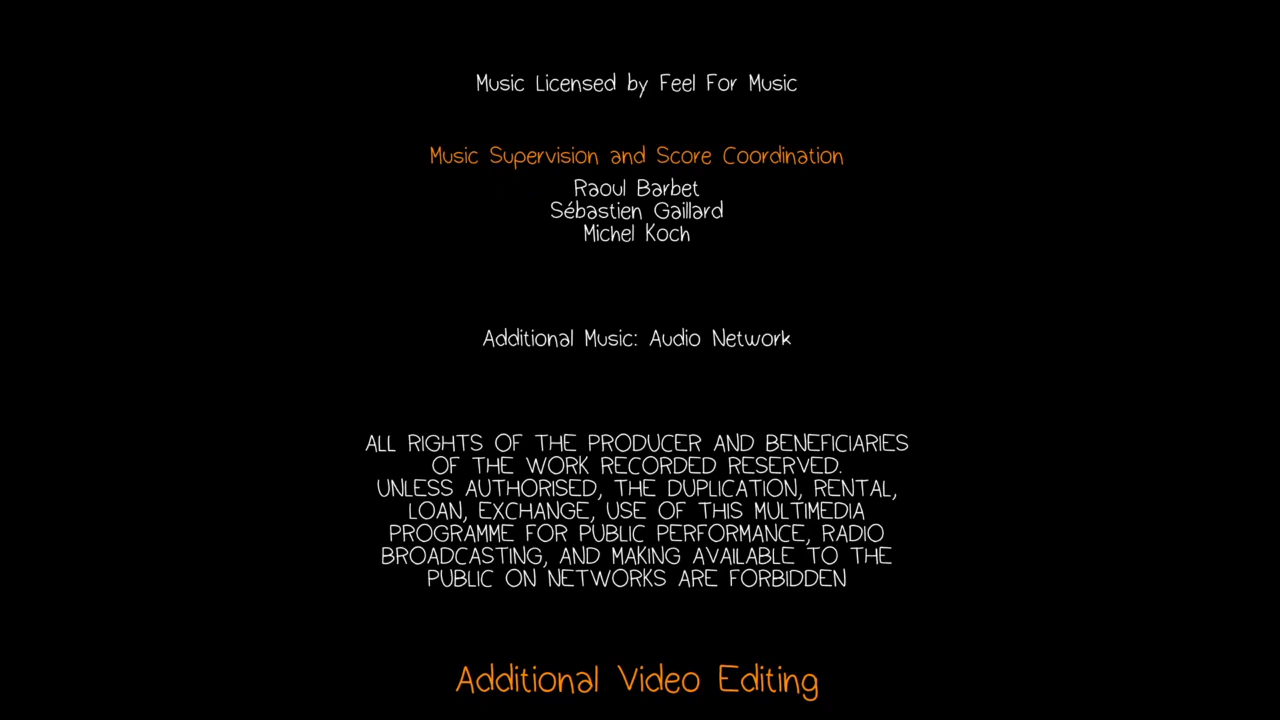 Music Licensed by Feel For Music
Music Supervision and Score Coordination
Raoul Barbet
Sébastien Gaillard
Michel Koch
Additional Music: Audio Network
ALL RIGHTS OF THE PRODUCER AND BENEFICIARIES
OF THE WORK RECORDED RESERVED.
UNLESS AUTHORISED, THE DUPLICATION, RENTAL,
LOAN, EXCHANGE, USE OF THIS MULTIMEDIA
PROGRAMME FOR PUBLIC PERFORMANCE, RADIO
BROADCASTING, AND MAKING AVAILABLE TO THE
PUBLIC ON NETWORKS ARE FORBIDDEN
Additional Video Editing